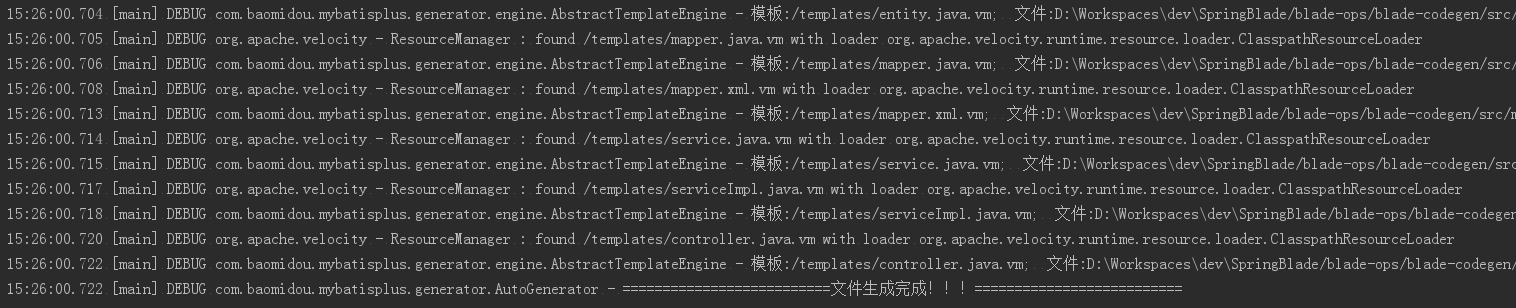 15:26:00.704 [main] DEBUG com.baomidou.mybatisplus.generator.engine.AbstractTemplateEngine - 模板:/templates/entity.java.vm;  文件:D:\Workspaces\dev\SpringBlade/blade-ops/blade-codegen/src/
15:26:00.705 [main] DEBUG org.apache.velocity - ResourceManager : found /templates/mapper.java.vm with loader org.apache.velocity.runtime.resource.loader.ClasspathResourceLoader
15:26:00.706 [main] DEBUG com.baomidou.mybatisplus.generator.engine.AbstractTemplateEngine - 模板:/templates/mapper.java.vm;  文件:D:\Workspaces\dev\SpringBlade/blade-ops/blade-codegen/src/
15:26:00.708 [main] DEBUG org.apache.velocity - ResourceManager : found /templates/mapper.xml.vm with loader org.apache.velocity.runtime.resource.loader.ClasspathResourceLoader
15:26:00.713 [main] DEBUG com.baomidou.mybatisplus.generator.engine.AbstractTemplateEngine - 模板:/templates/mapper.xml.vm;  文件:D:\Workspaces\dev\SpringBlade/blade-ops/blade-codegen/src/m
15:26:00.714 [main] DEBUG org.apache.velocity - ResourceManager : found /templates/service.java.vm with loader org.apache.velocity.runtime.resource.loader.ClasspathResourceLoader
15:26:00.715 [main] DEBUG com.baomidou.mybatisplus.generator.engine.AbstractTemplateEngine - 模板:/templates/service.java.vm;  文件:D:\Workspaces\dev\SpringBlade/blade-ops/blade-codegen/src
15:26:00.717 [main] DEBUG org.apache.velocity - ResourceManager : found /templates/serviceImpl.java.vm with loader org.apache.velocity.runtime.resource.loader.ClasspathResourceLoader
15:26:00.718 [main] DEBUG com.baomidou.mybatisplus.generator.engine.AbstractTemplateEngine - 模板:/templates/serviceImpl.java.vm;  文件:D:\Workspaces\dev\SpringBlade/blade-ops/blade-codegen
15:26:00.720 [main] DEBUG org.apache.velocity - ResourceManager : found /templates/controller.java.vm with loader org.apache.velocity.runtime.resource.loader.ClasspathResourceLoader
15:26:00.722 [main] DEBUG com.baomidou.mybatisplus.generator.engine.AbstractTemplateEngine - 模板:/templates/controller.java.vm;  文件:D:\Workspaces\dev\SpringBlade/blade-ops/blade-codegen/
15:26:00.722 [main] DEBUG com.baomidou.mybatisplus.generator.AutoGenerator - ==========================文件生成完成!!!==========================